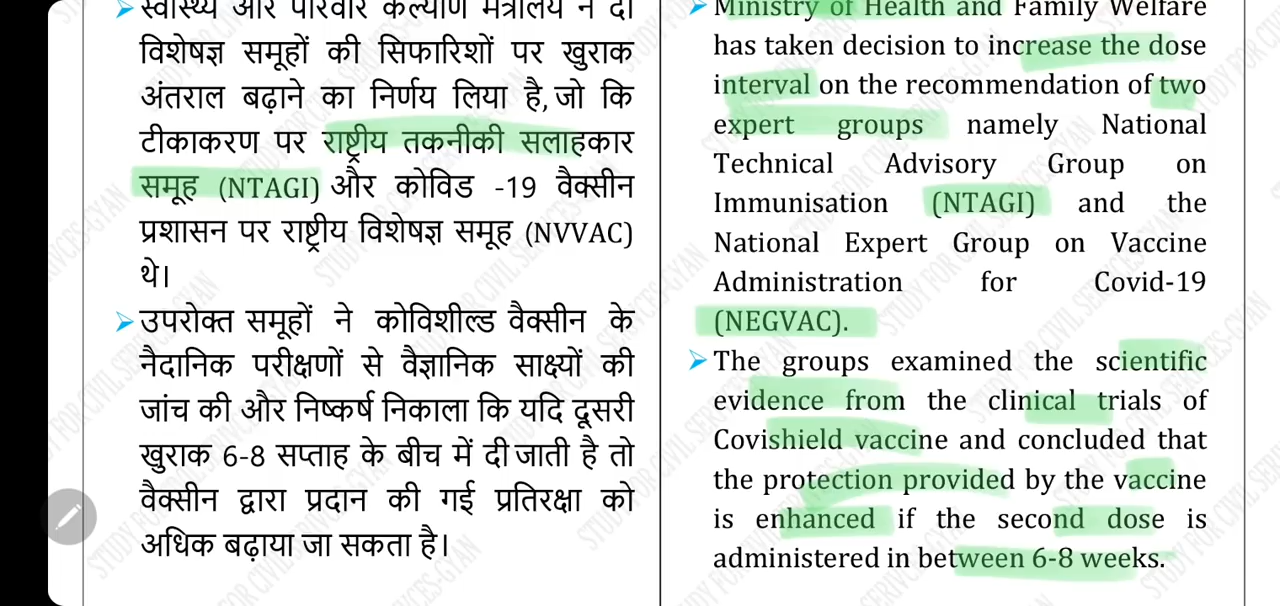 स्वास्थ्य और परिवार कल्याण मंत्रालय ने दो
विशेषज्ञ समूहों की सिफारिशों पर खुराक
अंतराल बढ़ाने का निर्णय लिया है, जो कि
टीकाकरण पर राष्ट्रीय तकनीकी सलाहकार
समूह (NTAGI) और कोविड -19 वैक्सीन
प्रशासन पर राष्ट्रीय विशेषज्ञ समूह (NVVAC)
थे।
उपरोक्त समूहों ने कोविशील्ड वैक्सीन के
नैदानिक परीक्षणों से वैज्ञानिक साक्ष्यों की
जांच की और निष्कर्ष निकाला कि यदि दूसरी
खुराक 6-8 सप्ताह के बीच में दी जाती है तो
वैक्सीन द्वारा प्रदान की गई प्रतिरक्षा को
अधिक बढ़ाया जा सकता है।
Ministry of Health and Family Welfare
has taken decision to increase the dose
interval on the recommendation of two
expert groups namely National
Technical Advisory Group on
Immunisation (NTAGI) and the
National Expert Group on Vaccine
Administration for Covid-19
(NEGVAC).
The groups examined the scientific
evidence from the clinical trials of
Covishield vaccine and concluded that
the protection provided by the vaccine
is enhanced if the second dose is
administered in between 6-8 weeks.